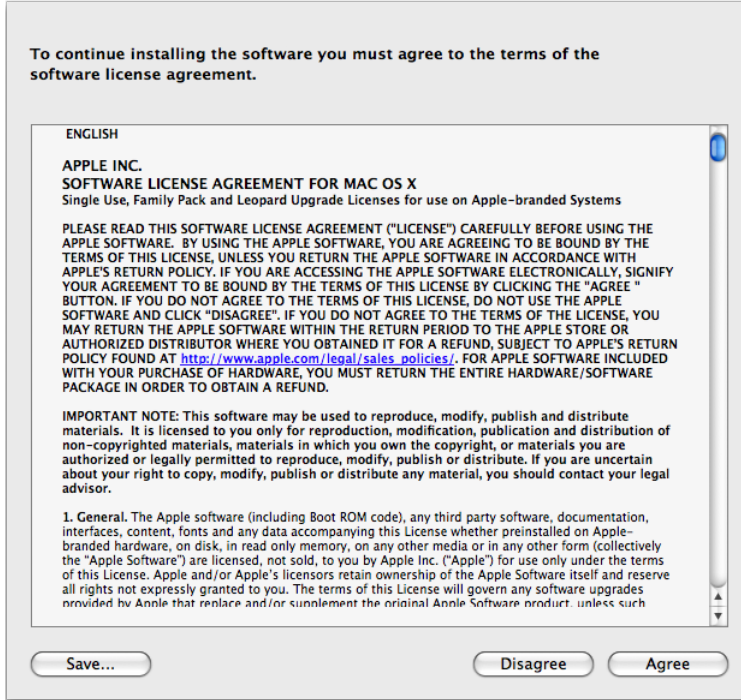 To continue installing the software you must agree to the terms of the
software license agreement.
ENGLISH
APPLE INC.
SOFTWARE LICENSE AGREEMENT FOR MAC OS X
Single Use, Family Pack and Leopard Upgrade Licenses for use on Apple-branded Systems
PLEASE READ THIS SOFTWARE LICENSE AGREEMENT ("LICENSE") CAREFULLY BEFORE USING THE
APPLE SOFTWARE.  BY USING THE APPLE SOFTWARE, YOU ARE AGREEING TO BE BOUND BY THE
TERMS OF THIS LICENSE, UNLESS YOU RETURN THE APPLE SOFTWARE IN ACCORDANCE WITH
APPLE'S RETURN POLICY. IF YOU ARE ACCESSING THE APPLE SOFTWARE ELECTRONICALLY, SIGNIFY
YOUR AGREEMENT TO BE BOUND BY THE TERMS OF THIS LICENSE BY CLICKING THE "AGREE "
BUTTON. IF YOU DO NOT AGREE TO THE TERMS OF THIS LICENSE, DO NOT USE THE APPLE
SOFTWARE AND CLICK "DISAGREE". IF YOU DO NOT AGREE TO THE TERMS OF THE LICENSE, YOU
MAY RETURN THE APPLE SOFTWARE WITHIN THE RETURN PERIOD TO THE APPLE STORE OR
AUTHORIZED DISTRIBUTOR WHERE YOU OBTAINED IT FOR A REFUND, SUBJECT TO APPLE'S RETURN
POLICY FOUND AT http://www.apple.com/legal/sales_policies/. FOR APPLE SOFTWARE INCLUDED
WITH YOUR PURCHASE OF HARDWARE, YOU MUST RETURN THE ENTIRE HARDWARE/SOFTWARE
PACKAGE IN ORDER TO OBTAIN A REFUND.
IMPORTANT NOTE: This software may be used to reproduce, modify, publish and distribute
materials.  It is licensed to you only for reproduction, modification, publication and distribution of
non-copyrighted materials, materials in which you own the copyright, or materials you are
authorized or legally permitted to reproduce, modify, publish or distribute. If you are uncertain
about your right to copy, modify, publish or distribute any material, you should contact your legal
advisor.
1. General. The Apple software (including Boot ROM code), any third party software, documentation,
interfaces, content, fonts and any data accompanying this License whether preinstalled on Apple-
branded hardware, on disk, in read only memory, on any other media or in any other form (collectively
the "Apple Software") are licensed, not sold, to you by Apple Inc. ("Apple") for use only under the terms
of this License. Apple and/or Apple's licensors retain ownership of the Apple Software itself and reserve
all rights not expressly granted to you. The terms of this License will govern any software upgrades
provided by Apple that replace and/or supplement the original Apple Software product, unless such
Save...
Disagree
Agree